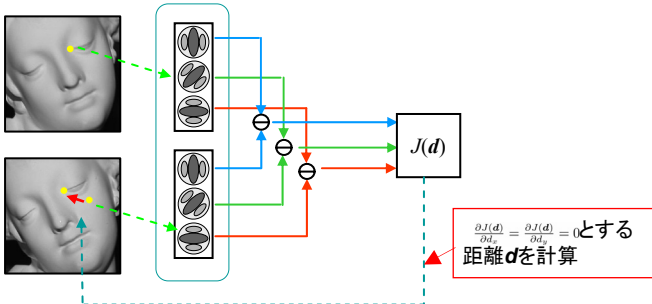 J(d)
∂J(d)/∂d_x = ∂J(d)/∂d_y = 0とする
距離dを計算